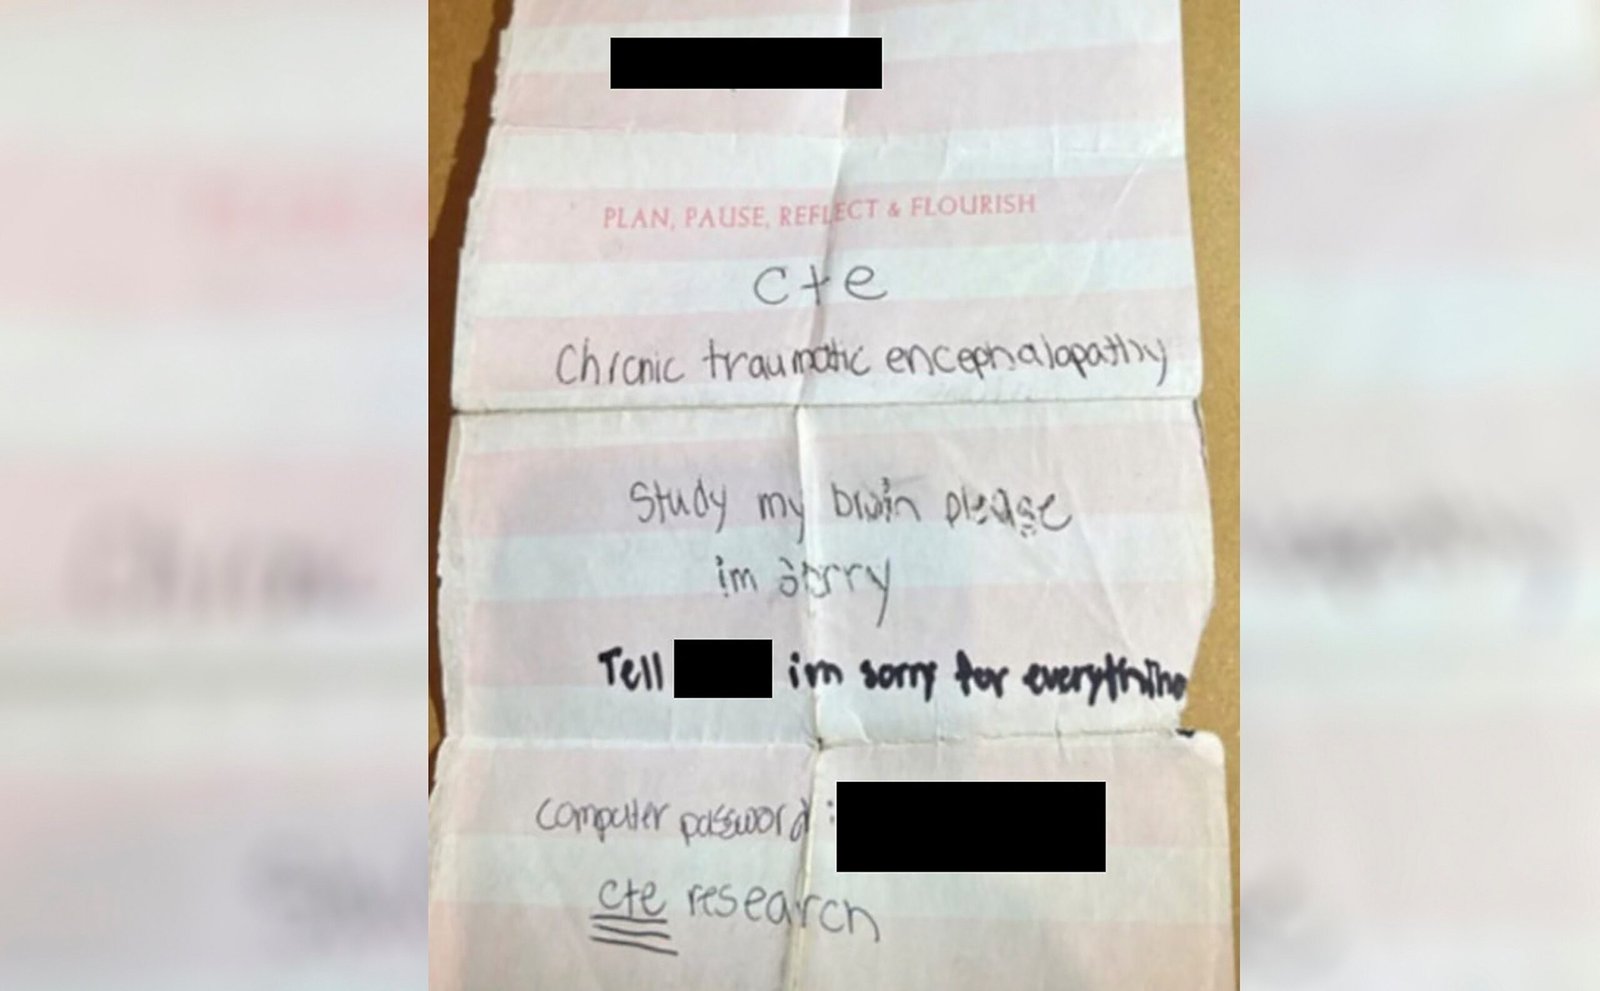 PLAN, PAUSE, REFLECT & FLOURISH
cte
Chronic traumatic encephalopathy
Study my brain please
im sorry
Tell im sorry for everything
computer password :
cte research